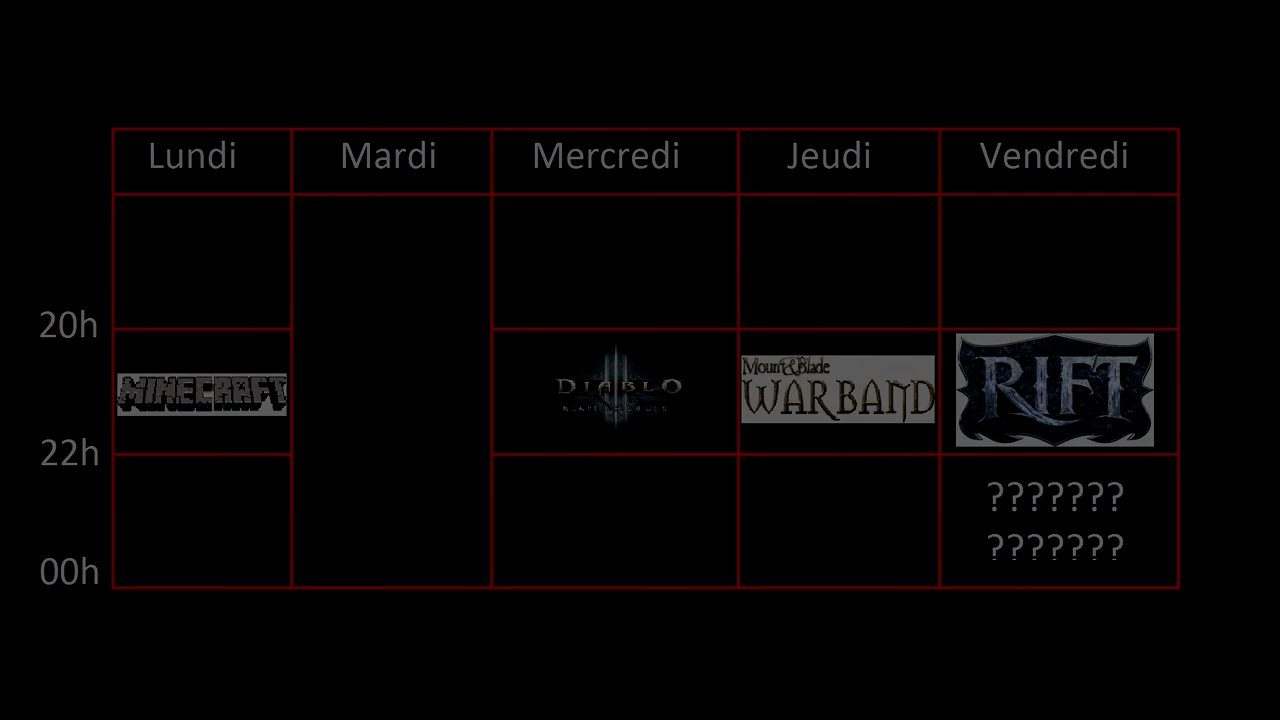 Lundi Mardi Mercredi Jeudi Vendredi
20h
MINECRAFT
DIABLO
Mount&Blade
WARBAND
RIFT
22h
???????
???????
00h